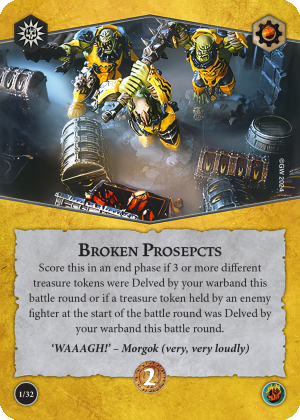 ©GW 2024
BROKEN PROSEPCTS
Score this in an end phase if 3 or more different
treasure tokens were Delved by your warband this
battle round or if a treasure token held by an enemy
fighter at the start of the battle round was Delved by
your warband this battle round.
‘WAAAGH!’ – Morgok (very, very loudly)
1/32
2